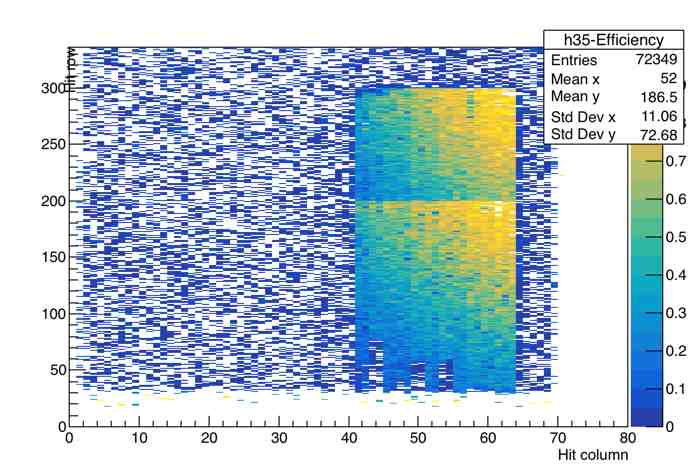 h35-Efficiency
Entries 72349
Mean x 52
Mean y 186.5
Std Dev x 11.06
Std Dev y 72.68
Hit row
300
250
200
150
100
50
0
0 10 20 30 40 50 60 70 80
Hit column
0.7
0.6
0.5
0.4
0.3
0.2
0.1
0